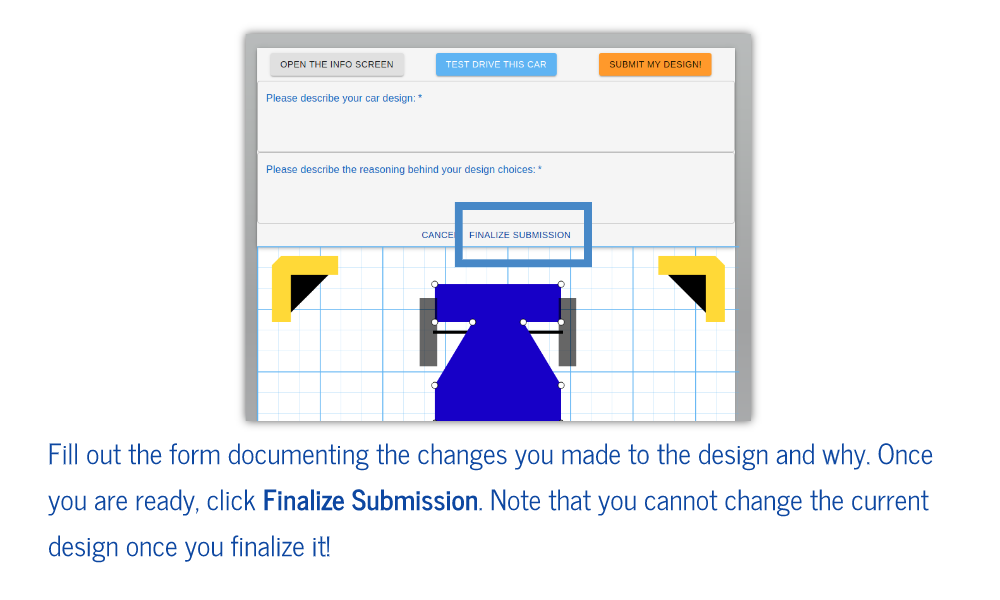 OPEN THE INFO SCREEN TEST DRIVE THIS CAR SUBMIT MY DESIGN!
Please describe your car design: *
Please describe the reasoning behind your design choices: *
CANCEL FINALIZE SUBMISSION
Fill out the form documenting the changes you made to the design and why. Once
you are ready, click Finalize Submission. Note that you cannot change the current
design once you finalize it!